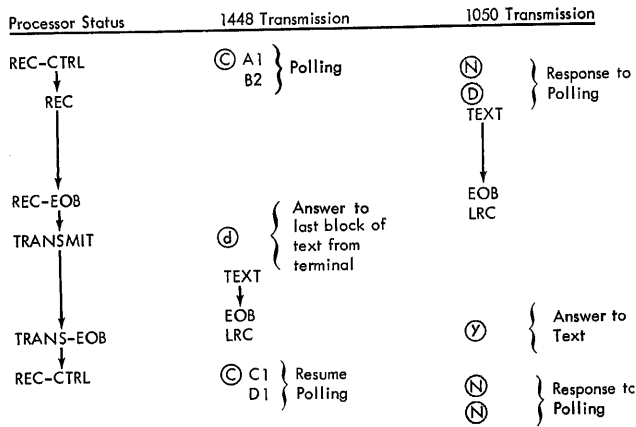 Processor Status 1448 Transmission 1050 Transmission
REC-CTRL Ⓒ A1 Polling Ⓝ Response to
B2 Ⓓ Polling
REC TEXT
REC-EOB EOB
LRC
Answer to
TRANSMIT ⓓ last block of
text from
terminal
TEXT
EOB
TRANS-EOB LRC ⓨ Answer to
Text
REC-CTRL Ⓒ C1 Resume Ⓝ Response tc
D1 Polling Ⓝ Polling